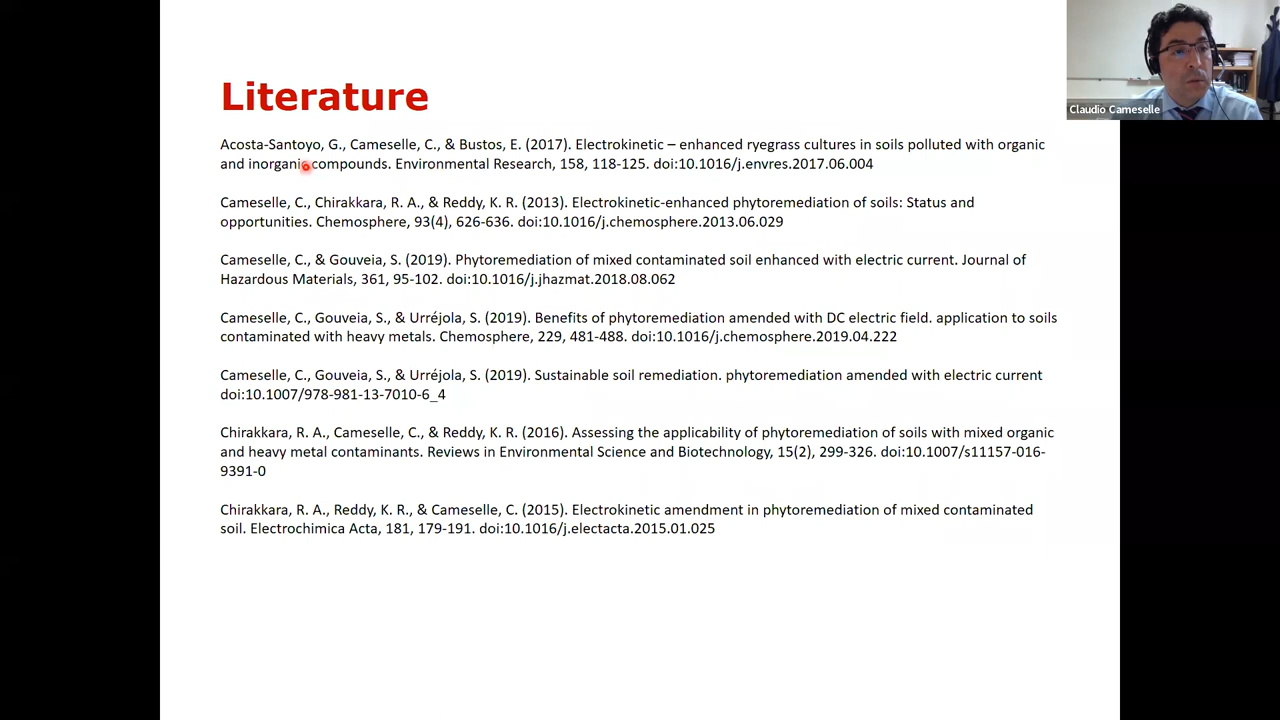 Literature
Claudio Cameselle
Acosta-Santoyo, G., Cameselle, C., & Bustos, E. (2017). Electrokinetic – enhanced ryegrass cultures in soils polluted with organic
and inorganic compounds. Environmental Research, 158, 118-125. doi:10.1016/j.envres.2017.06.004
Cameselle, C., Chirakkara, R. A., & Reddy, K. R. (2013). Electrokinetic-enhanced phytoremediation of soils: Status and
opportunities. Chemosphere, 93(4), 626-636. doi:10.1016/j.chemosphere.2013.06.029
Cameselle, C., & Gouveia, S. (2019). Phytoremediation of mixed contaminated soil enhanced with electric current. Journal of
Hazardous Materials, 361, 95-102. doi:10.1016/j.jhazmat.2018.08.062
Cameselle, C., Gouveia, S., & Urréjola, S. (2019). Benefits of phytoremediation amended with DC electric field. application to soils
contaminated with heavy metals. Chemosphere, 229, 481-488. doi:10.1016/j.chemosphere.2019.04.222
Cameselle, C., Gouveia, S., & Urréjola, S. (2019). Sustainable soil remediation. phytoremediation amended with electric current
doi:10.1007/978-981-13-7010-6_4
Chirakkara, R. A., Cameselle, C., & Reddy, K. R. (2016). Assessing the applicability of phytoremediation of soils with mixed organic
and heavy metal contaminants. Reviews in Environmental Science and Biotechnology, 15(2), 299-326. doi:10.1007/s11157-016-
9391-0
Chirakkara, R. A., Reddy, K. R., & Cameselle, C. (2015). Electrokinetic amendment in phytoremediation of mixed contaminated
soil. Electrochimica Acta, 181, 179-191. doi:10.1016/j.electacta.2015.01.025